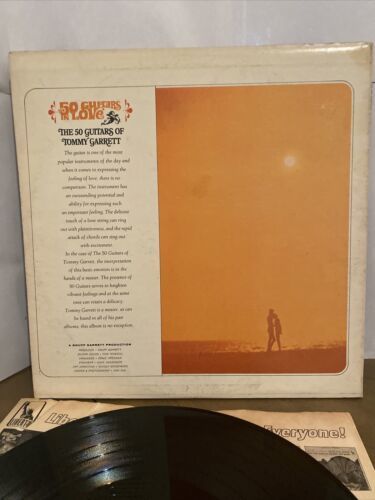 50 GUITARS
IN LOVE
THE 50 GUITARS OF
TOMMY GARRETT
The guitar is one of the most
popular instruments of the day and
when it comes to expressing the
feeling of love, there is no
comparison. The instrument has
an outstanding potential and
ability for expressing such
an important feeling. The delicate
touch of a love string can ring
out with plaintiveness, and the rapid
attack of chords can ring out
with excitement.
In the case of The 50 Guitars of
Tommy Garrett, the interpretation
of this basic emotion is in the
hands of a master. The presence of
50 Guitars serves to heighten
vibrant feelings and at the same
time can retain a delicacy.
Tommy Garrett is a master, as can
be heard in all of his past
albums, this album is no exception.
A SNUFF GARRETT PRODUCTION
LIBERTY
Lib
Everyone!